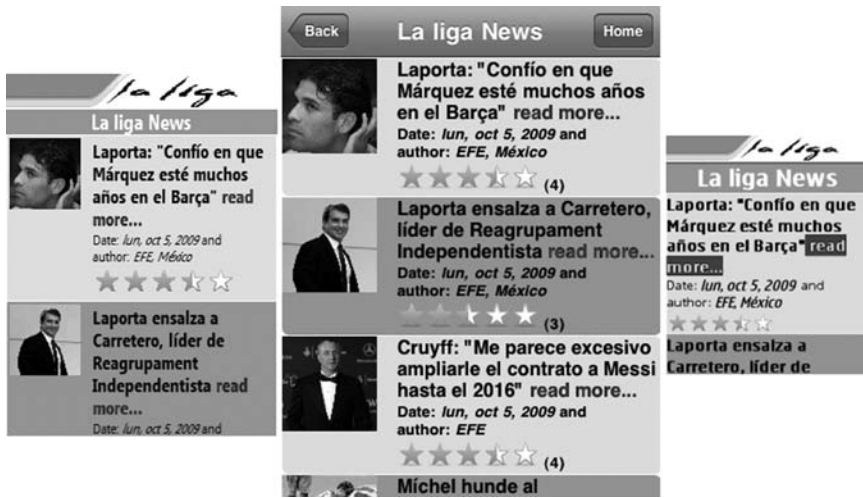 la liga
La liga News
Laporta: "Confío en que
Márquez esté muchos
años en el Barça" read
more...
Date: lun, oct 5, 2009 and
author: EFE, México
Laporta ensalza a
Carretero, líder de
Reagrupament
Independentista read
more...
Date: lun, oct 5, 2009 and
Back
La liga News
Home
Laporta: "Confío en que
Márquez esté muchos años
en el Barça" read more...
Date: lun, oct 5, 2009 and
author: EFE, México
(4)
Laporta ensalza a Carretero,
líder de Reagrupament
Independentista read more...
Date: lun, oct 5, 2009 and
author: EFE, México
(3)
Cruyff: "Me parece excesivo
ampliarle el contrato a Messi
hasta el 2016" read more...
Date: lun, oct 5, 2009 and
author: EFE
(4)
Míchel hunde al
la liga
La liga News
Laporta: "Confío en que
Márquez esté muchos
años en el Barça" read
more...
Date: lun, oct 5, 2009 and
author: EFE, México
Laporta ensalza a
Carretero, líder de